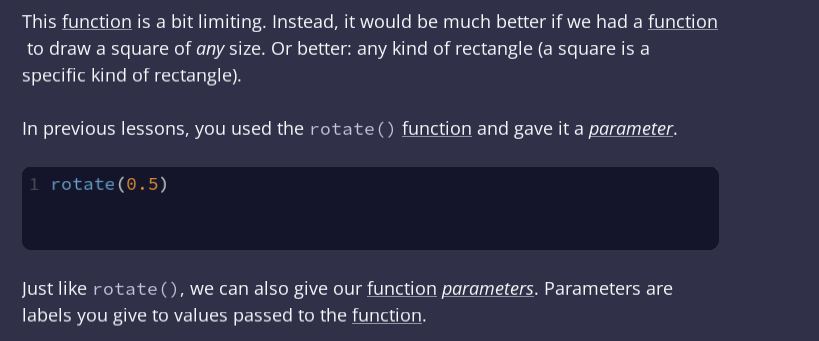 This function is a bit limiting. Instead, it would be much better if we had a function
to draw a square of any size. Or better: any kind of rectangle (a square is a
specific kind of rectangle).
In previous lessons, you used the rotate() function and gave it a parameter.
1 rotate(0.5)
Just like rotate(), we can also give our function parameters. Parameters are
labels you give to values passed to the function.